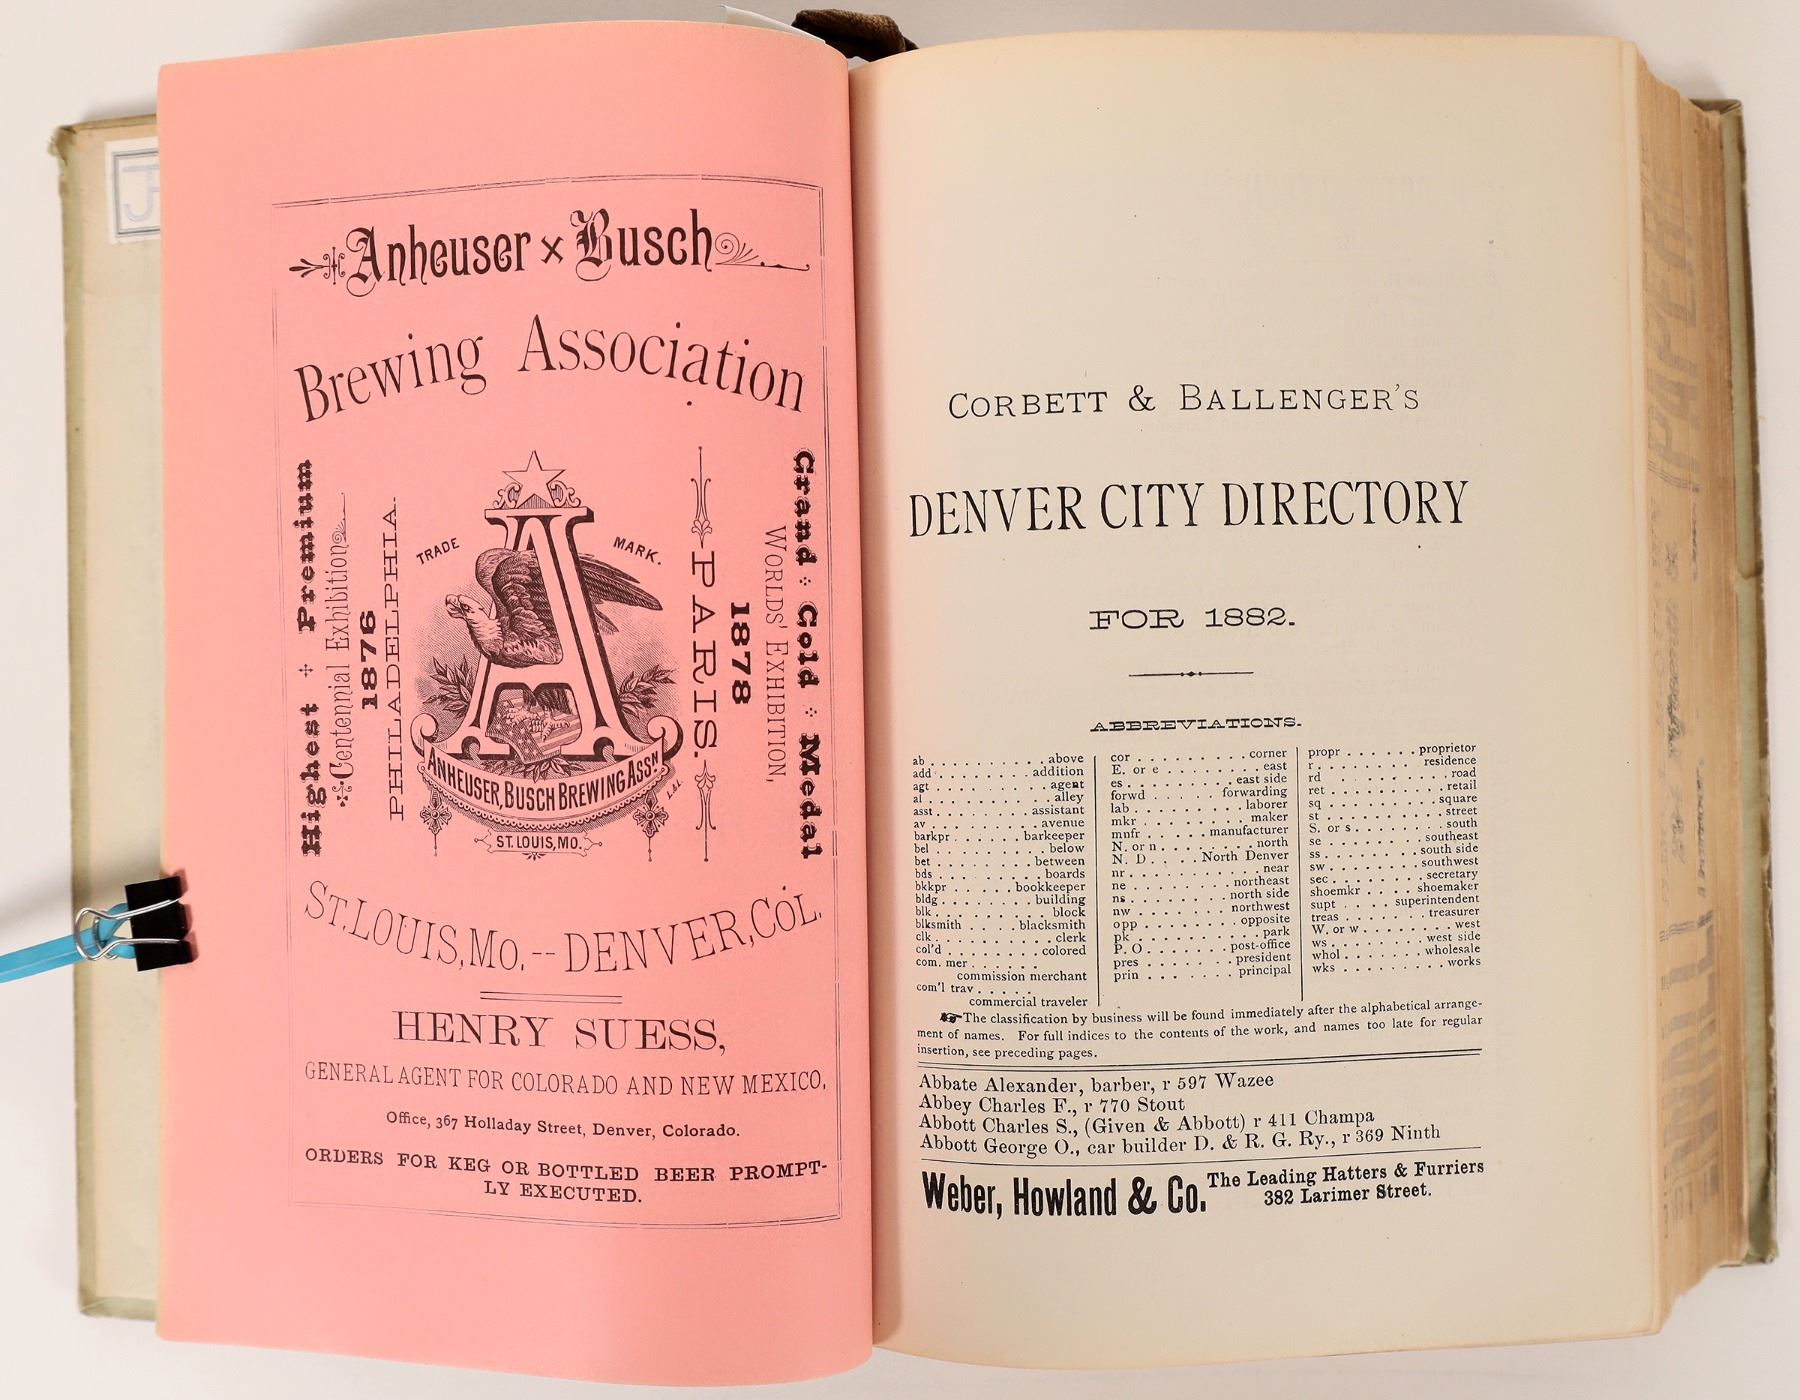 Anheuser x Busch
Brewing Association
Highest Premium
Centennial Exhibition
1876
PHILADELPHIA.
TRADE MARK.
PARIS.
1878
WORLDS' EXHIBITION,
Grand Gold Medal
A
ANHEUSER, BUSCH BREWING ASSN
ST. LOUIS, MO.
ST. LOUIS, MO. -- DENVER, COL.
HENRY SUESS,
GENERAL AGENT FOR COLORADO AND NEW MEXICO,
Office, 367 Holladay Street, Denver, Colorado.
ORDERS FOR KEG OR BOTTLED BEER PROMPT-
LY EXECUTED.
CORBETT & BALLENGER'S
DENVER CITY DIRECTORY
FOR 1882.
ABBREVIATIONS.
ab . . . . . . . . . . . above
add . . . . . . . . . addition
agt . . . . . . . . . . . agent
al . . . . . . . . . . . . alley
asst . . . . . . . . . assistant
av . . . . . . . . . . avenue
barkpr . . . . . . barkeeper
bel . . . . . . . . . . . below
bet . . . . . . . . . between
bds . . . . . . . . . . boards
bkkpr . . . . . . bookkeeper
bldg . . . . . . . . . building
blk . . . . . . . . . . . block
blksmith . . . . . blacksmith
clk . . . . . . . . . . . clerk
col'd . . . . . . . . . colored
com. mer . . . . . .
commission merchant
com'l trav . . . . .
commercial traveler
cor . . . . . . . . . . corner
E. or e . . . . . . . . . east
es . . . . . . . . . east side
forwd . . . . . forwarding
lab . . . . . . . . . laborer
mkr . . . . . . . . . maker
mnfr . . . . . manufacturer
N. or n . . . . . . . . north
N. D . . . . North Denver
nr . . . . . . . . . . . near
ne . . . . . . . . northeast
ns . . . . . . . . north side
nw . . . . . . . northwest
opp . . . . . . . . opposite
pk . . . . . . . . . . . park
P. O . . . . . . . post-office
pres . . . . . . . president
prin . . . . . . . principal
propr . . . . . . proprietor
r . . . . . . . . . residence
rd . . . . . . . . . . . road
ret . . . . . . . . . . retail
sq . . . . . . . . . . square
st . . . . . . . . . . . street
S. or s . . . . . . . . south
se . . . . . . . . southeast
ss . . . . . . . . south side
sw . . . . . . . southwest
sec . . . . . . . . secretary
shoemkr . . . . shoemaker
supt . . . . superintendent
treas . . . . . . . treasurer
W. or w . . . . . . . . west
ws . . . . . . . . west side
whol . . . . . . wholesale
wks . . . . . . . . . works
The classification by business will be found immediately after the alphabetical arrange-
ment of names. For full indices to the contents of the work, and names too late for regular
insertion, see preceding pages.
Abbate Alexander, barber, r 597 Wazee
Abbey Charles F., r 770 Stout
Abbott Charles S., (Given & Abbott) r 411 Champa
Abbott George O., car builder D. & R. G. Ry., r 369 Ninth
Weber, Howland & Co. The Leading Hatters & Furriers
382 Larimer Street.